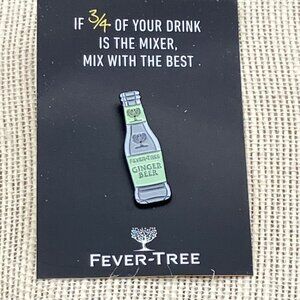 IF 3/4 OF YOUR DRINK
IS THE MIXER,
MIX WITH THE BEST
FEVER-TREE
GINGER
BEER
FEVER-TREE